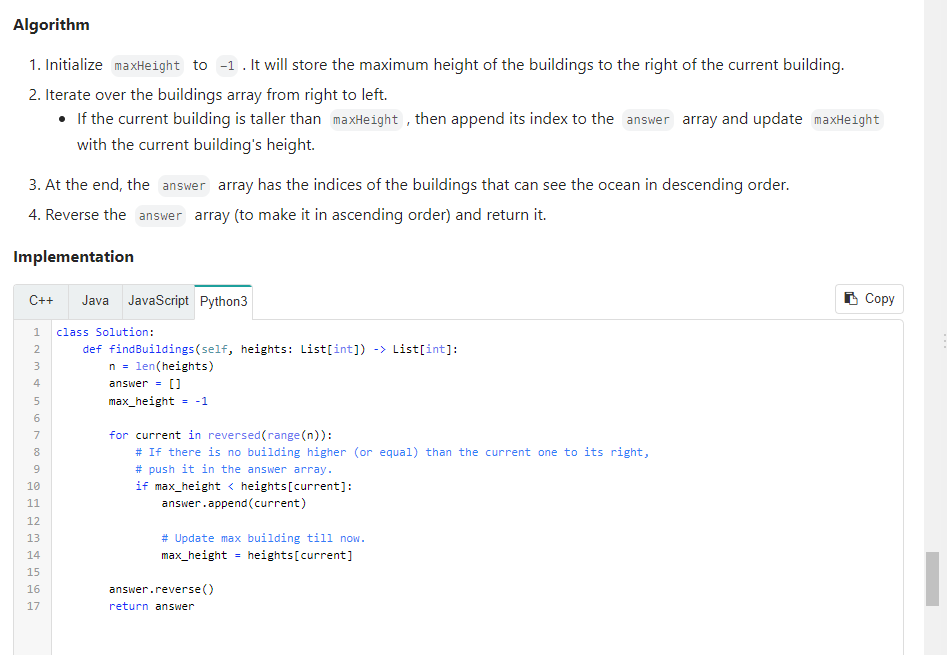 Algorithm
1. Initialize maxHeight to -1 . It will store the maximum height of the buildings to the right of the current building.
2. Iterate over the buildings array from right to left.
• If the current building is taller than maxHeight , then append its index to the answer array and update maxHeight
with the current building's height.
3. At the end, the answer array has the indices of the buildings that can see the ocean in descending order.
4. Reverse the answer array (to make it in ascending order) and return it.
Implementation
C++ Java JavaScript Python3 Copy
1 class Solution:
2     def findBuildings(self, heights: List[int]) -> List[int]:
3         n = len(heights)
4         answer = []
5         max_height = -1
6
7         for current in reversed(range(n)):
8             # If there is no building higher (or equal) than the current one to its right,
9             # push it in the answer array.
10             if max_height < heights[current]:
11                 answer.append(current)
12
13                 # Update max building till now.
14                 max_height = heights[current]
15
16         answer.reverse()
17         return answer